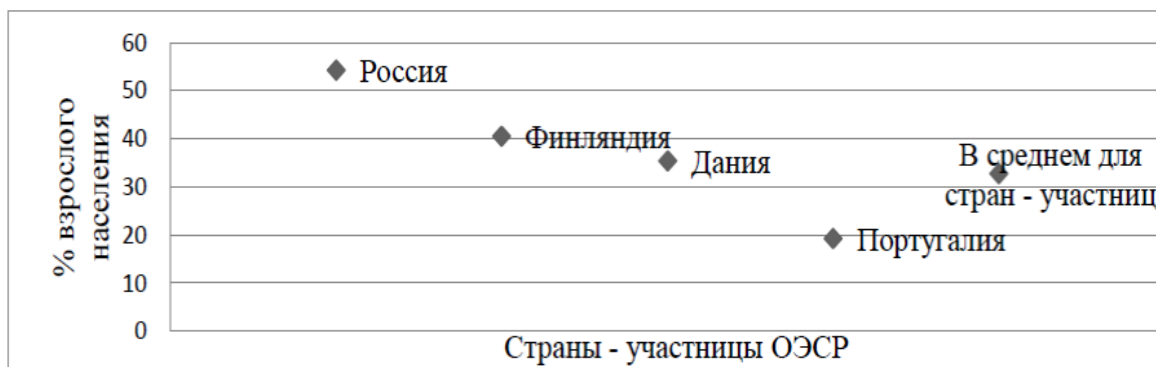 60
50
40
30
20
10
0
% взрослого
населения
Россия
Финляндия
Дания
В среднем для
стран - участниц
Португалия
Страны - участницы ОЭСР